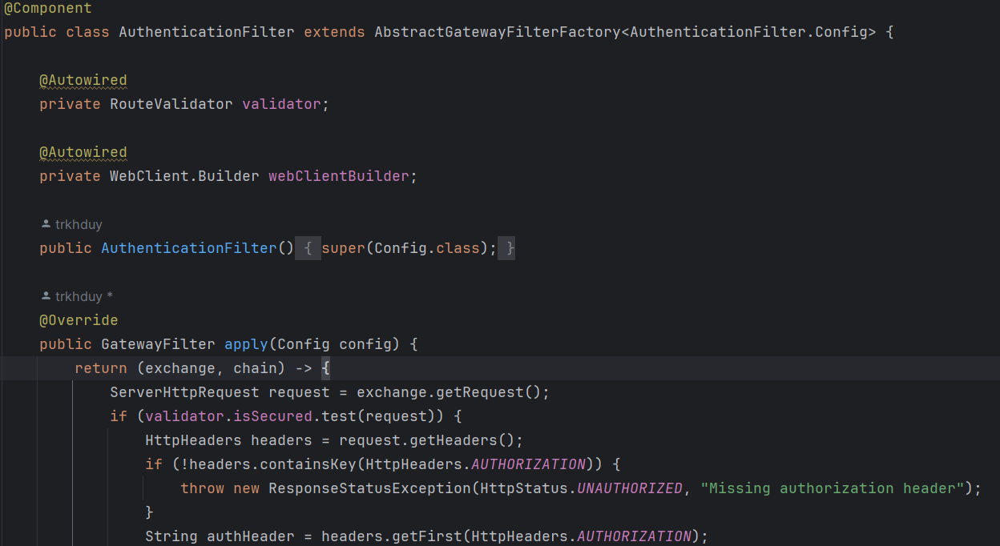 @Component
public class AuthenticationFilter extends AbstractGatewayFilterFactory<AuthenticationFilter.Config> {
@Autowired
private RouteValidator validator;
@Autowired
private WebClient.Builder webClientBuilder;
trkhduy
public AuthenticationFilter() { super(Config.class); }
trkhduy *
@Override
public GatewayFilter apply(Config config) {
return (exchange, chain) -> {
ServerHttpRequest request = exchange.getRequest();
if (validator.isSecured.test(request)) {
HttpHeaders headers = request.getHeaders();
if (!headers.containsKey(HttpHeaders.AUTHORIZATION)) {
throw new ResponseStatusException(HttpStatus.UNAUTHORIZED, "Missing authorization header");
}
String authHeader = headers.getFirst(HttpHeaders.AUTHORIZATION);